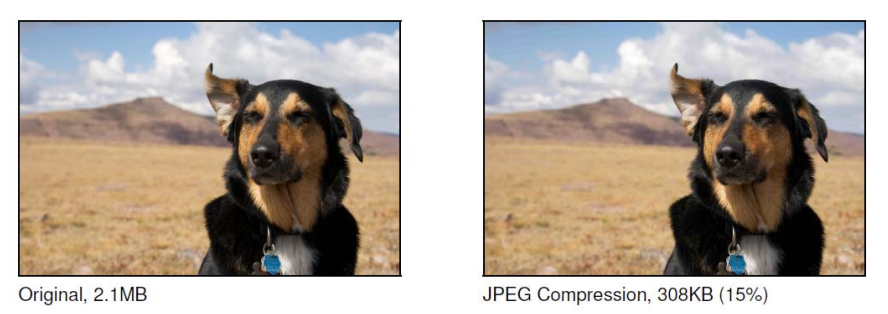 Original, 2.1MB
JPEG Compression, 308KB (15%)